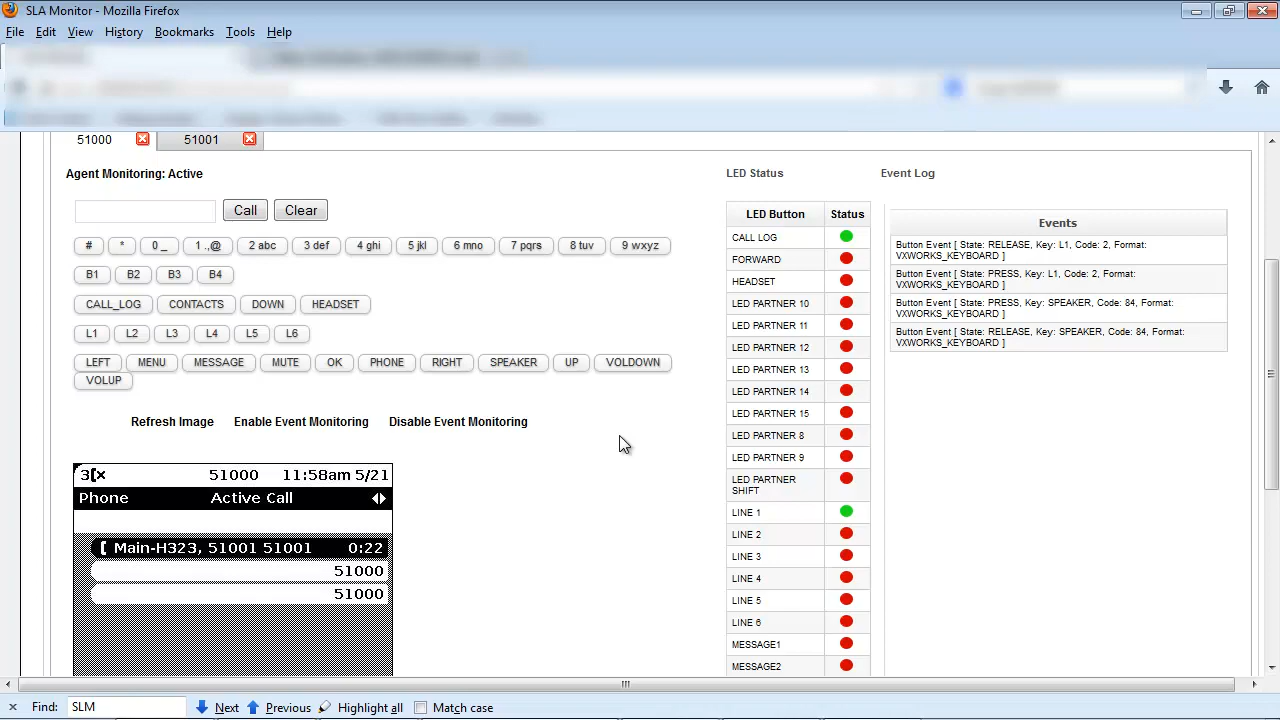 SLA Monitor - Mozilla Firefox
File Edit View History Bookmarks Tools Help
51000 51001
Agent Monitoring: Active
Call Clear
# * 0 _ 1 .,@ 2 abc 3 def 4 ghi 5 jkl 6 mno 7 pqrs 8 tuv 9 wxyz
B1 B2 B3 B4
CALL_LOG CONTACTS DOWN HEADSET
L1 L2 L3 L4 L5 L6
LEFT MENU MESSAGE MUTE OK PHONE RIGHT SPEAKER UP VOLDOWN
VOLUP
Refresh Image Enable Event Monitoring Disable Event Monitoring
3 51000 11:58am 5/21
Phone Active Call
Main-H323, 51001 51001 0:22
51000
51000
LED Status
LED Button Status
CALL LOG
FORWARD
HEADSET
LED PARTNER 10
LED PARTNER 11
LED PARTNER 12
LED PARTNER 13
LED PARTNER 14
LED PARTNER 15
LED PARTNER 8
LED PARTNER 9
LED PARTNER
SHIFT
LINE 1
LINE 2
LINE 3
LINE 4
LINE 5
LINE 6
MESSAGE1
MESSAGE2
Event Log
Events
Button Event [ State: RELEASE, Key: L1, Code: 2, Format:
VXWORKS_KEYBOARD ]
Button Event [ State: PRESS, Key: L1, Code: 2, Format:
VXWORKS_KEYBOARD ]
Button Event [ State: PRESS, Key: SPEAKER, Code: 84, Format:
VXWORKS_KEYBOARD ]
Button Event [ State: RELEASE, Key: SPEAKER, Code: 84, Format:
VXWORKS_KEYBOARD ]
Find: SLM Next Previous Highlight all Match case